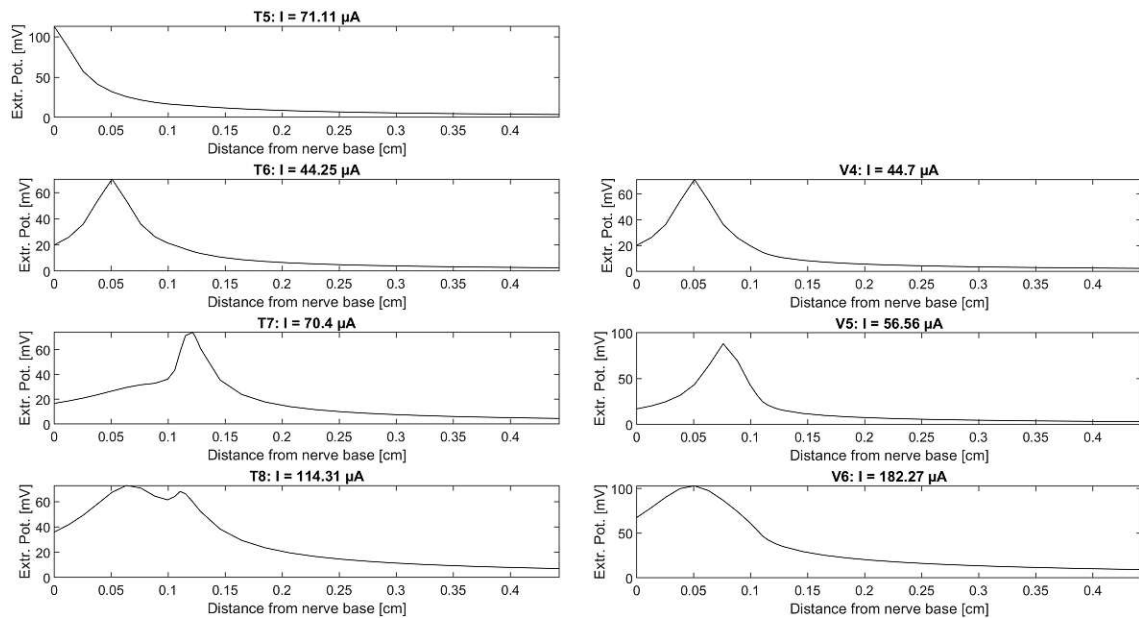 T5: I = 71.11 µA
Extr. Pot. [mV]
100
50
0
0 0.05 0.1 0.15 0.2 0.25 0.3 0.35 0.4
Distance from nerve base [cm]
T6: I = 44.25 µA
Extr. Pot. [mV]
60
40
20
0
0 0.05 0.1 0.15 0.2 0.25 0.3 0.35 0.4
Distance from nerve base [cm]
V4: I = 44.7 µA
Extr. Pot. [mV]
60
40
20
0
0 0.05 0.1 0.15 0.2 0.25 0.3 0.35 0.4
Distance from nerve base [cm]
T7: I = 70.4 µA
Extr. Pot. [mV]
60
40
20
0
0 0.05 0.1 0.15 0.2 0.25 0.3 0.35 0.4
Distance from nerve base [cm]
V5: I = 56.56 µA
Extr. Pot. [mV]
100
50
0
0 0.05 0.1 0.15 0.2 0.25 0.3 0.35 0.4
Distance from nerve base [cm]
T8: I = 114.31 µA
Extr. Pot. [mV]
60
40
20
0
0 0.05 0.1 0.15 0.2 0.25 0.3 0.35 0.4
Distance from nerve base [cm]
V6: I = 182.27 µA
Extr. Pot. [mV]
100
50
0
0 0.05 0.1 0.15 0.2 0.25 0.3 0.35 0.4
Distance from nerve base [cm]